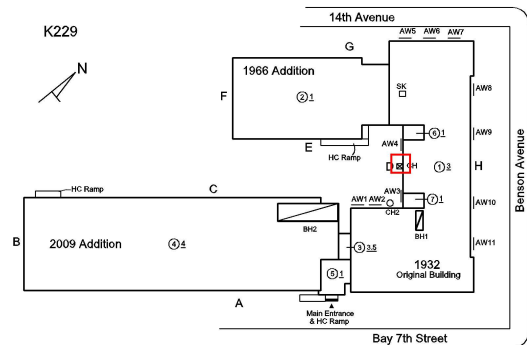 14th Avenue
K229
AW5 AW6 AW7
G
N
1966 Addition
F
2 1
SK
AW8
6 1
AW9
E
AW4
HC Ramp
D
CH
1 3
H
Benson Avenue
HC Ramp
C
AW3
7 1
AW1 AW2
CH2
AW10
BH2
BH1
B
2009 Addition
4 4
3 3.5
AW11
1932
Original Building
5 1
A
Main Entrance
& HC Ramp
Bay 7th Street